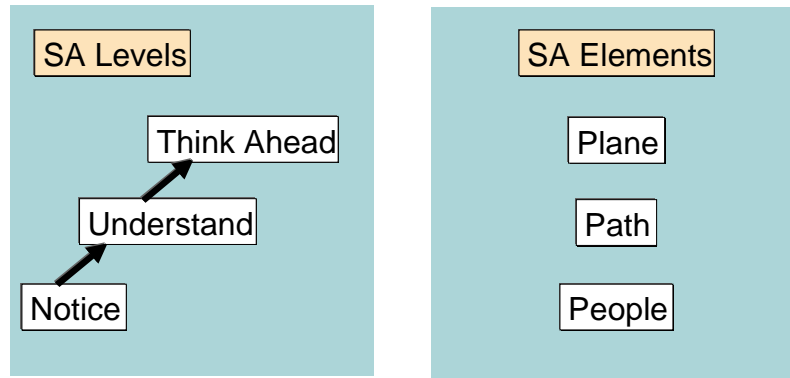 SA Levels
Think Ahead
Understand
Notice
SA Elements
Plane
Path
People